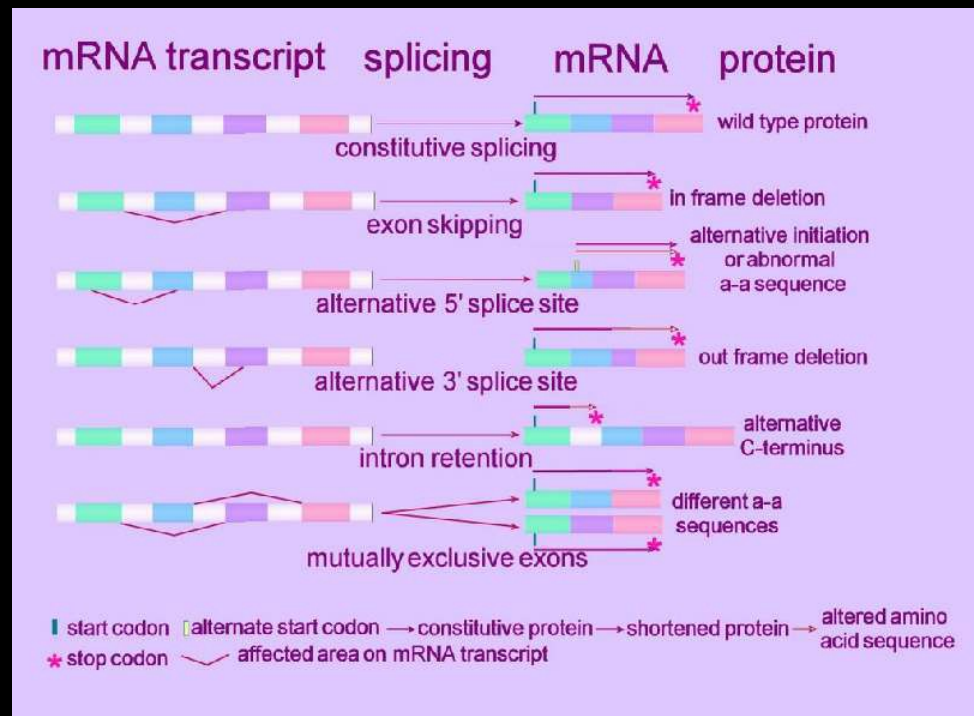 mRNA transcript splicing mRNA protein
wild type protein
constitutive splicing
in frame deletion
exon skipping
alternative initiation
or abnormal
a-a sequence
alternative 5' splice site
out frame deletion
alternative 3' splice site
alternative
C-terminus
intron retention
different a-a
sequences
mutually exclusive exons
start codon alternate start codon constitutive protein shortened protein altered amino
acid sequence
* stop codon affected area on mRNA transcript